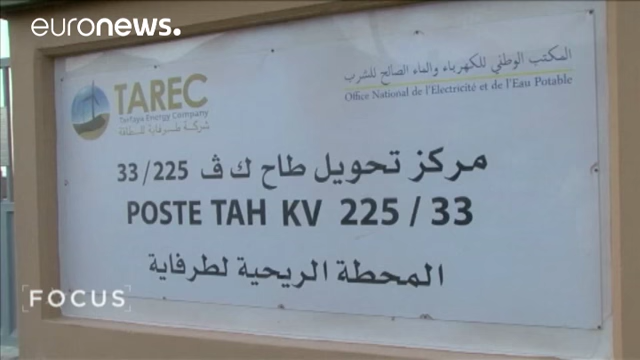 euronews.
TAREC
Tarfaya Energy Company
شركة طرفاية للطاقة
المكتب الوطني للكهرباء والماء الصالح للشرب
Office National de l'Electricité et de l'Eau Potable
مركز تحويل طاح ك ڤ 225 / 33
POSTE TAH KV 225 / 33
المحطة الريحية لطرفاية
FOCUS